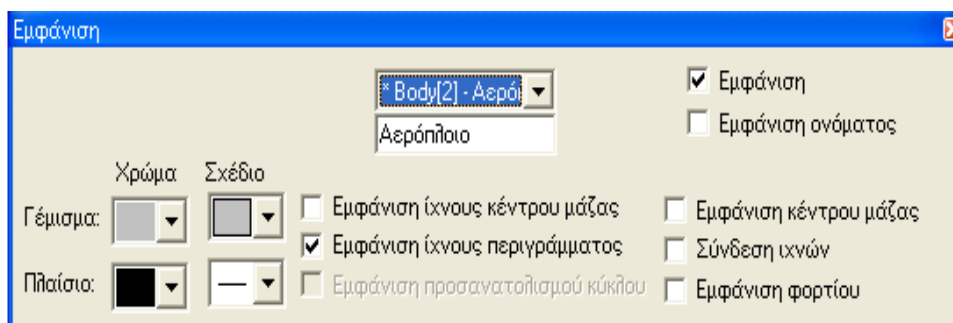 Εμφάνιση
* Body[2] - Αερό
Εμφάνιση
Αερόπλοιο
Εμφάνιση ονόματος
Χρώμα Σχέδιο
Γέμισμα:
Εμφάνιση ίχνους κέντρου μάζας
Εμφάνιση κέντρου μάζας
Εμφάνιση ίχνους περιγράμματος
Σύνδεση ιχνών
Πλαίσιο:
Εμφάνιση προσανατολισμού κύκλου
Εμφάνιση φορτίου